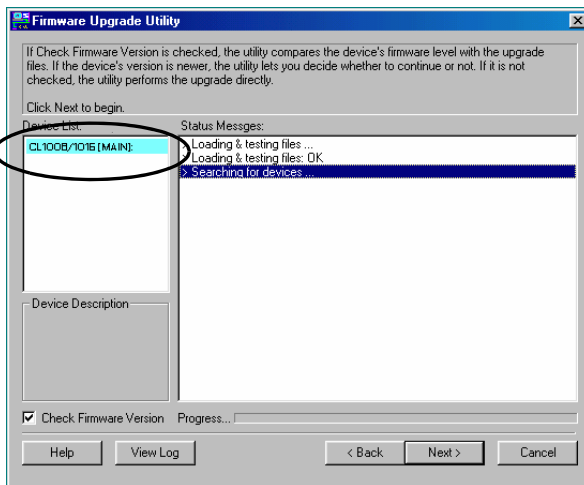 Firmware Upgrade Utility
If Check Firmware Version is checked, the utility compares the device's firmware level with the upgrade
files. If the device's version is newer, the utility lets you decide whether to continue or not. If it is not
checked, the utility performs the upgrade directly.
Click Next to begin.
Device List:
CL1008/1016 [MAIN]:
Status Messges:
> Loading & testing files ...
> Loading & testing files: OK
> Searching for devices ...
Device Description
Check Firmware Version
Progress...
Help
View Log
< Back
Next >
Cancel